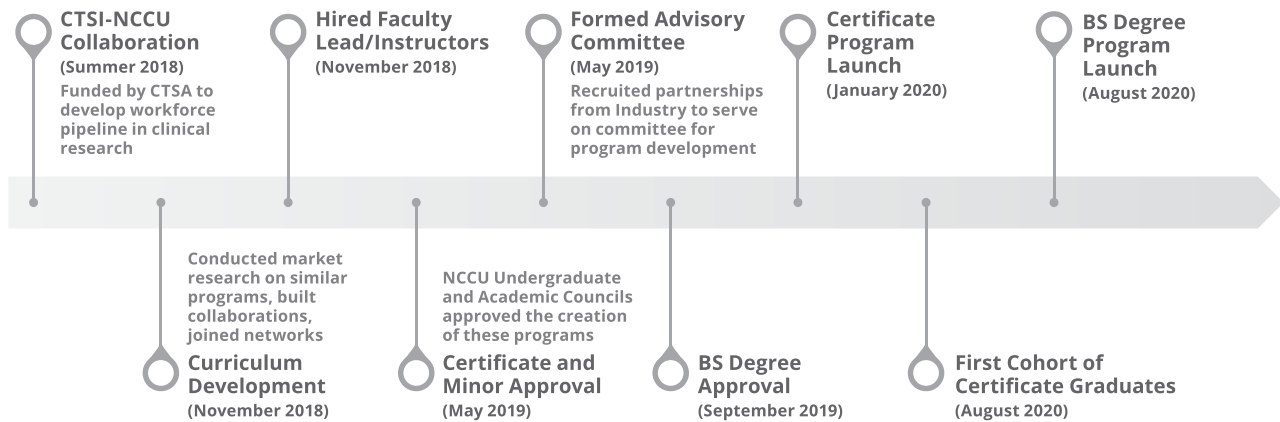 CTSI-NCCU
Collaboration
(Summer 2018)
Funded by CTSA to
develop workforce
pipeline in clinical
research
Hired Faculty
Lead/Instructors
(November 2018)
Formed Advisory
Committee
(May 2019)
Recruited partnerships
from Industry to serve
on committee for
program development
Certificate
Program
Launch
(January 2020)
BS Degree
Program
Launch
(August 2020)
Conducted market
research on similar
programs, built
collaborations,
joined networks
Curriculum
Development
(November 2018)
NCCU Undergraduate
and Academic Councils
approved the creation
of these programs
Certificate and
Minor Approval
(May 2019)
BS Degree
Approval
(September 2019)
First Cohort of
Certificate Graduates
(August 2020)